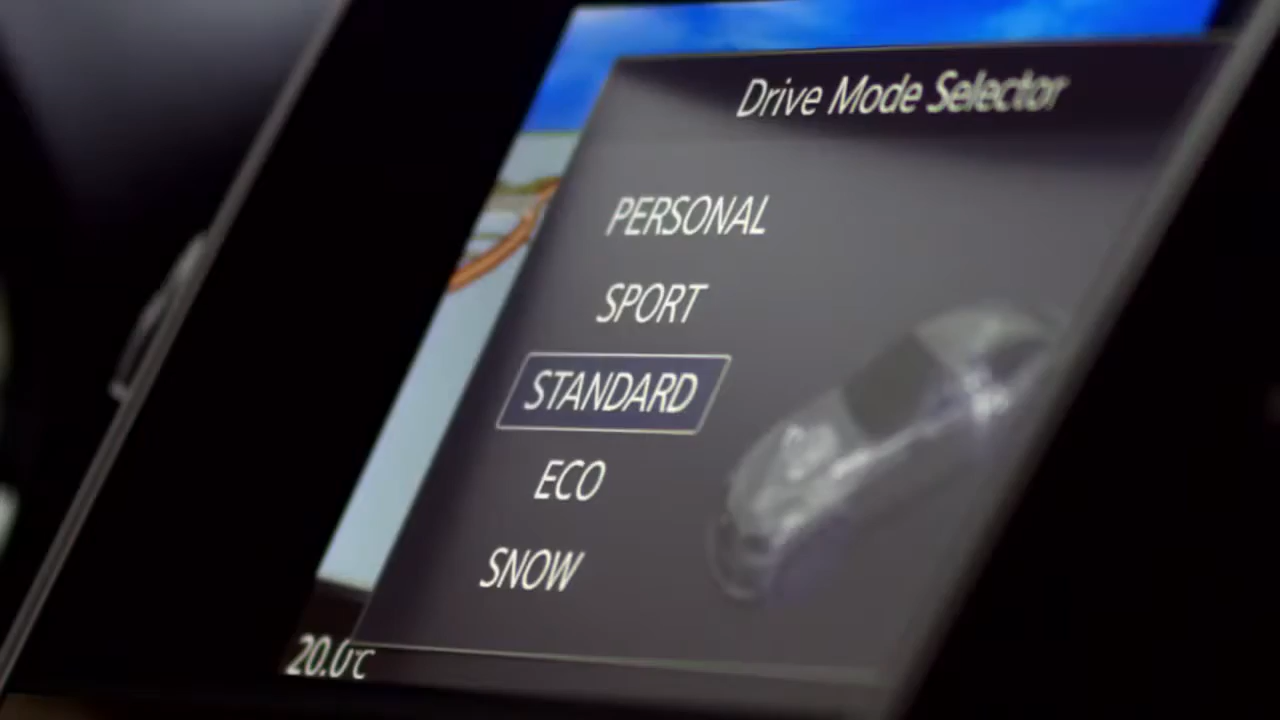 Drive Mode Selector
PERSONAL
SPORT
STANDARD
ECO
SNOW
20.0°C